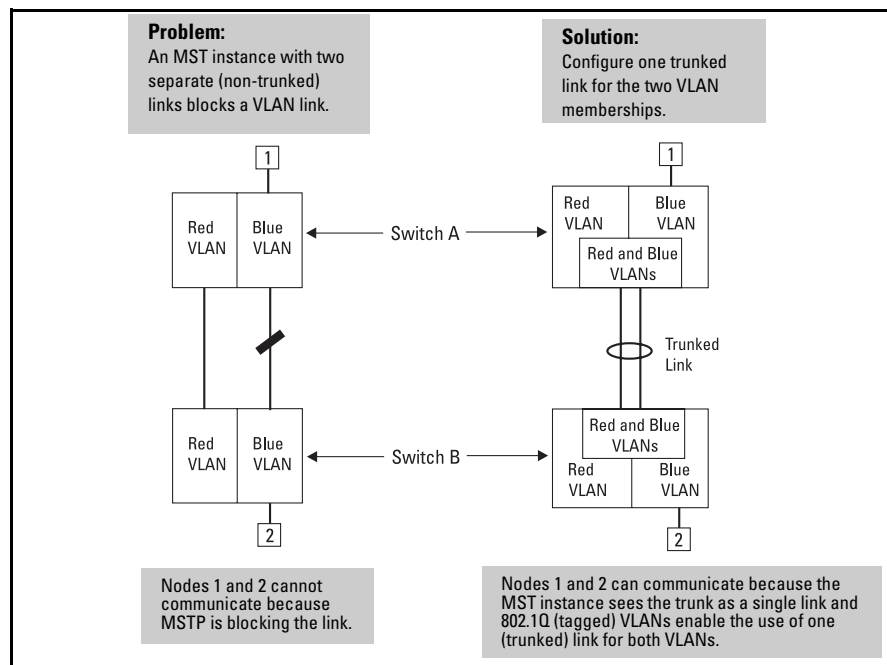 Problem:
An MST instance with two
separate (non-trunked)
links blocks a VLAN link.
Solution:
Configure one trunked
link for the two VLAN
memberships.
1
1
Red
VLAN
Blue
VLAN
Switch A
Red
VLAN
Blue
VLAN
Red and Blue
VLANs
Trunked
Link
Red
VLAN
Blue
VLAN
Switch B
Red and Blue
VLANs
Red
VLAN
Blue
VLAN
2
2
Nodes 1 and 2 cannot
communicate because
MSTP is blocking the link.
Nodes 1 and 2 can communicate because the
MST instance sees the trunk as a single link and
802.1Q (tagged) VLANs enable the use of one
(trunked) link for both VLANs.